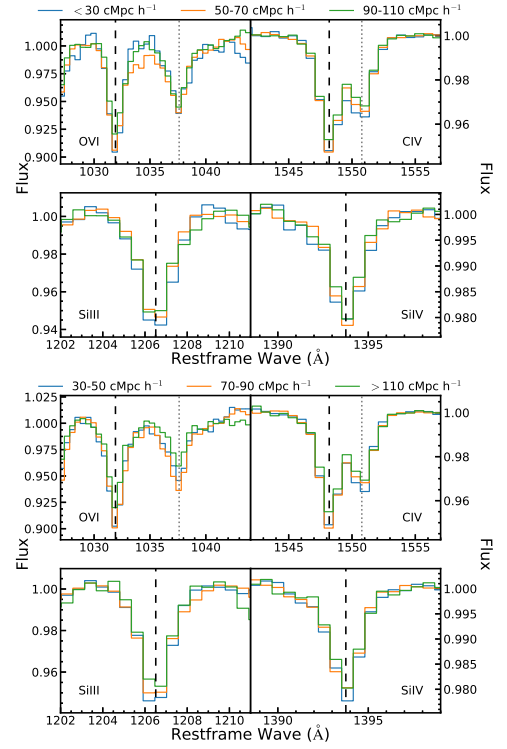 < 30 cMpc h⁻¹ 50-70 cMpc h⁻¹ 90-110 cMpc h⁻¹
1.000
0.975
0.950
0.925
0.900
OVI
1030 1035 1040
1.00
0.98
0.96
CIV
1545 1550 1555
Flux
Flux
1.00
0.98
0.96
0.94
SiIII
1202 1204 1206 1208 1210
1.000
0.995
0.990
0.985
0.980
SiIV
1390 1395
Restframe Wave (Å) Restframe Wave (Å)
30-50 cMpc h⁻¹ 70-90 cMpc h⁻¹ > 110 cMpc h⁻¹
1.025
1.000
0.975
0.950
0.925
0.900
OVI
1030 1035 1040
1.00
0.98
0.96
CIV
1545 1550 1555
Flux
Flux
1.00
0.98
0.96
SiIII
1202 1204 1206 1208 1210
1.000
0.995
0.990
0.985
0.980
SiIV
1390 1395
Restframe Wave (Å) Restframe Wave (Å)